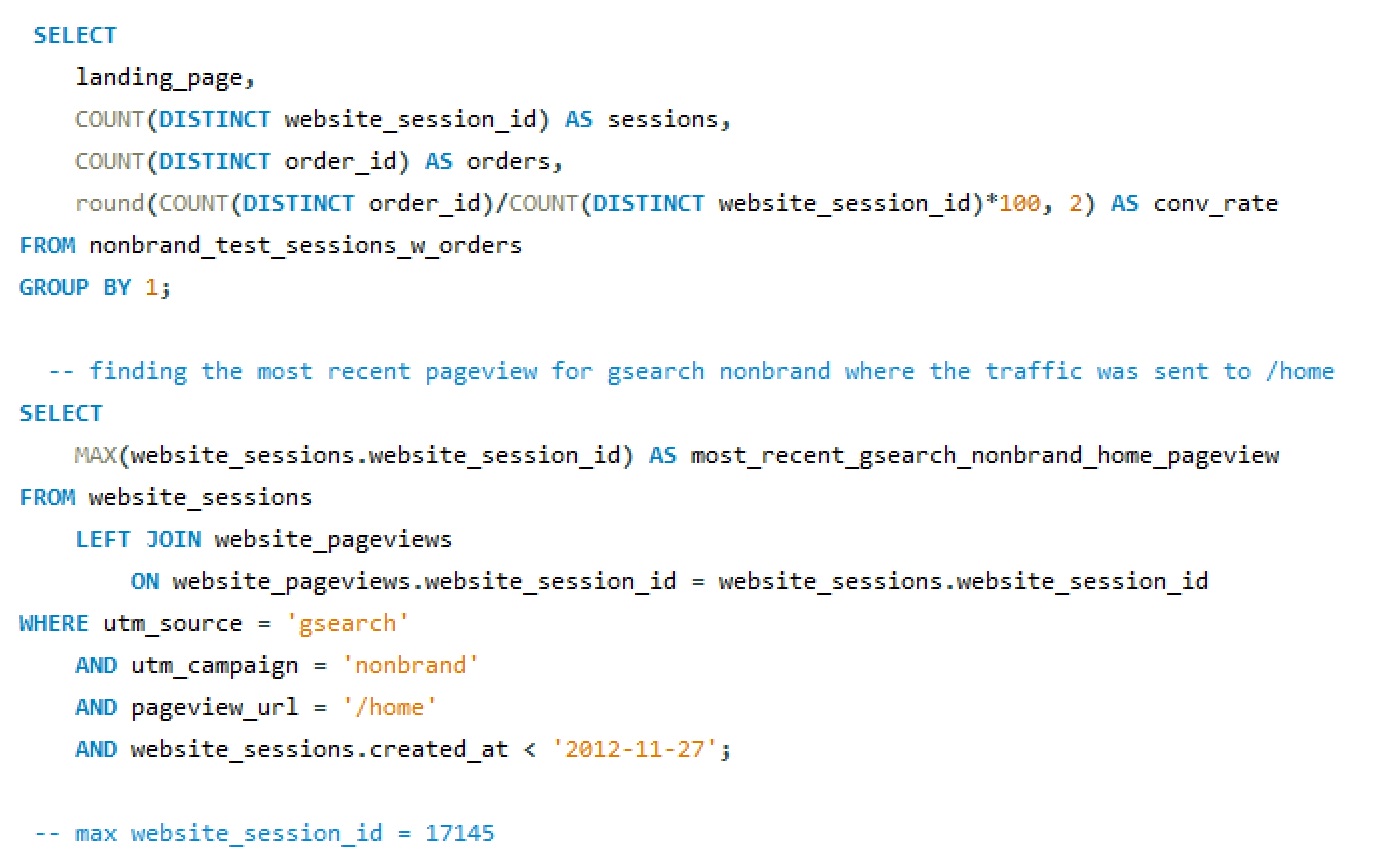 SELECT
landing_page,
COUNT(DISTINCT website_session_id) AS sessions,
COUNT(DISTINCT order_id) AS orders,
round(COUNT(DISTINCT order_id)/COUNT(DISTINCT website_session_id)*100, 2) AS conv_rate
FROM nonbrand_test_sessions_w_orders
GROUP BY 1;
-- finding the most recent pageview for gsearch nonbrand where the traffic was sent to /home
SELECT
MAX(website_sessions.website_session_id) AS most_recent_gsearch_nonbrand_home_pageview
FROM website_sessions
LEFT JOIN website_pageviews
ON website_pageviews.website_session_id = website_sessions.website_session_id
WHERE utm_source = 'gsearch'
AND utm_campaign = 'nonbrand'
AND pageview_url = '/home'
AND website_sessions.created_at < '2012-11-27';
-- max website_session_id = 17145